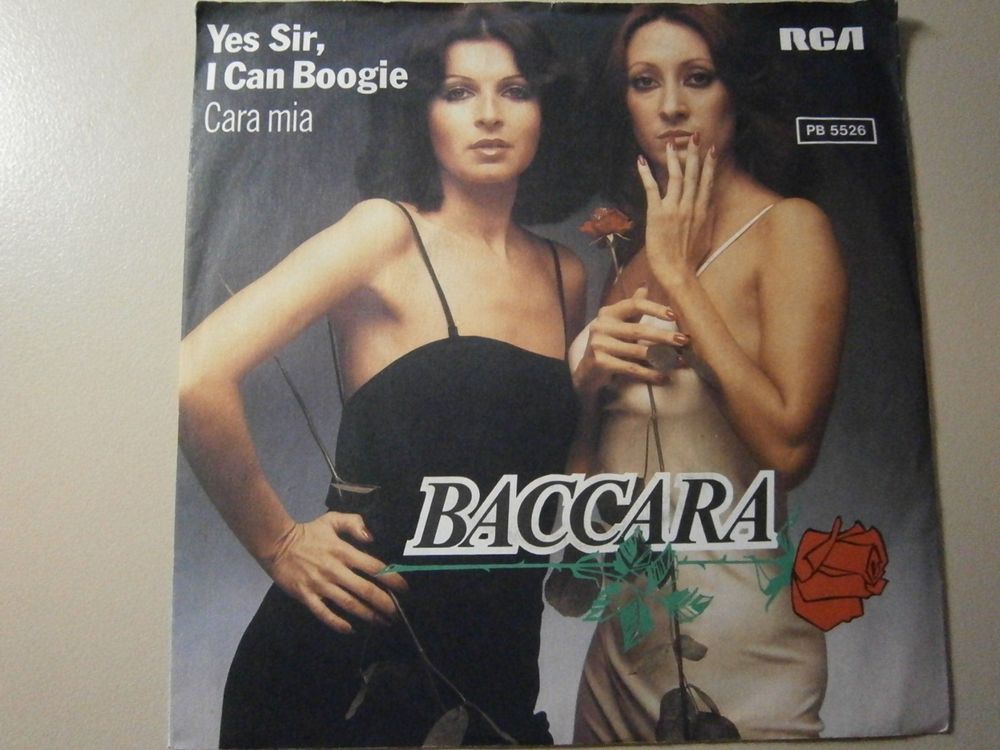 Yes Sir,
I Can Boogie
Cara mia
RCA
PB 5526
BACCARA